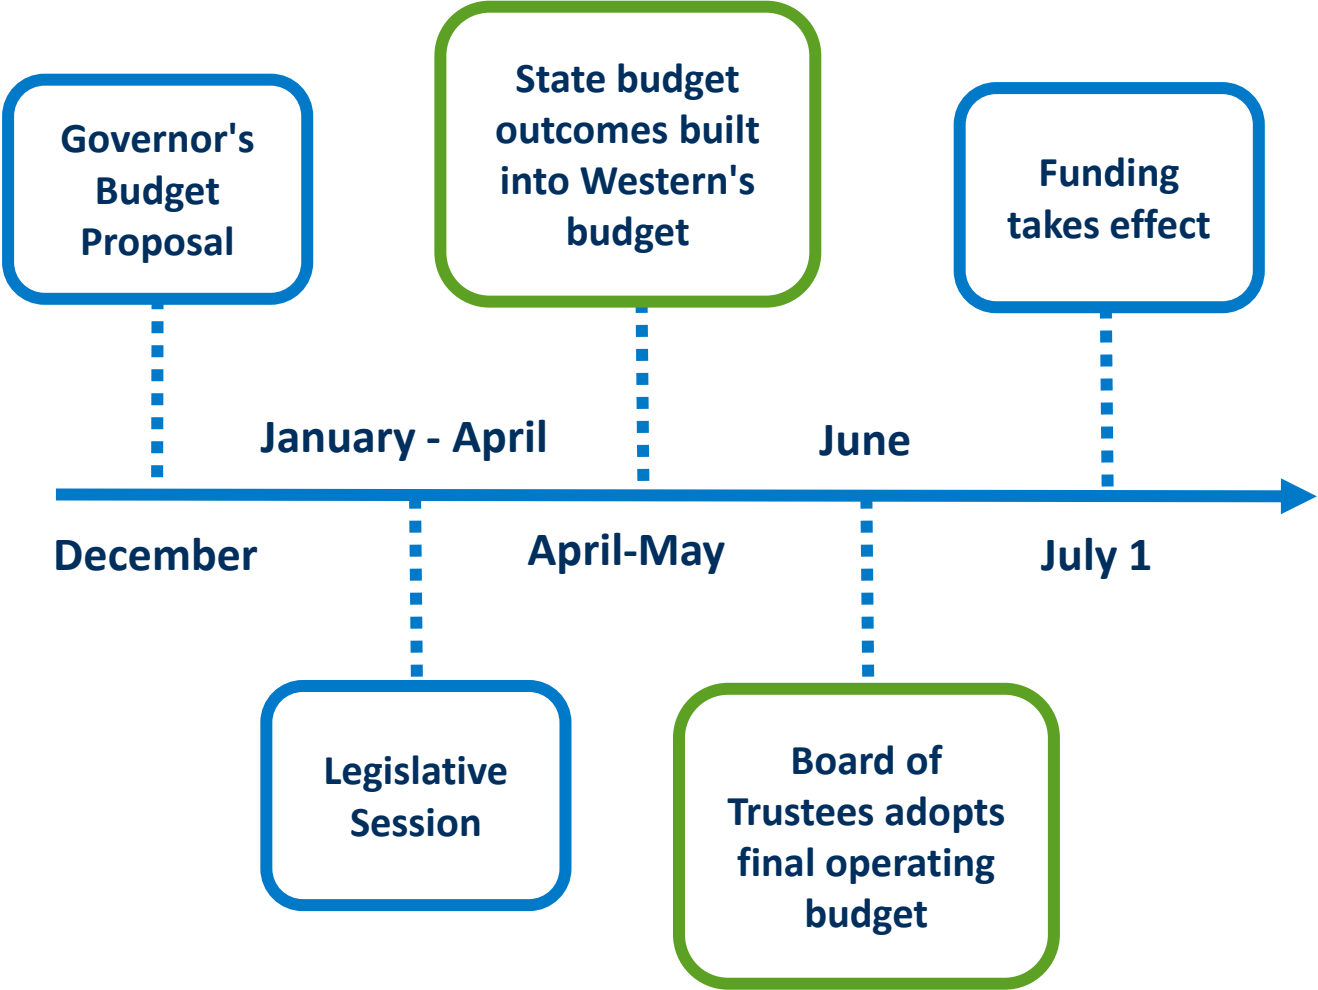 Governor's
Budget
Proposal
State budget
outcomes built
into Western's
budget
Funding
takes effect
January - April
June
December
April-May
July 1
Legislative
Session
Board of
Trustees adopts
final operating
budget